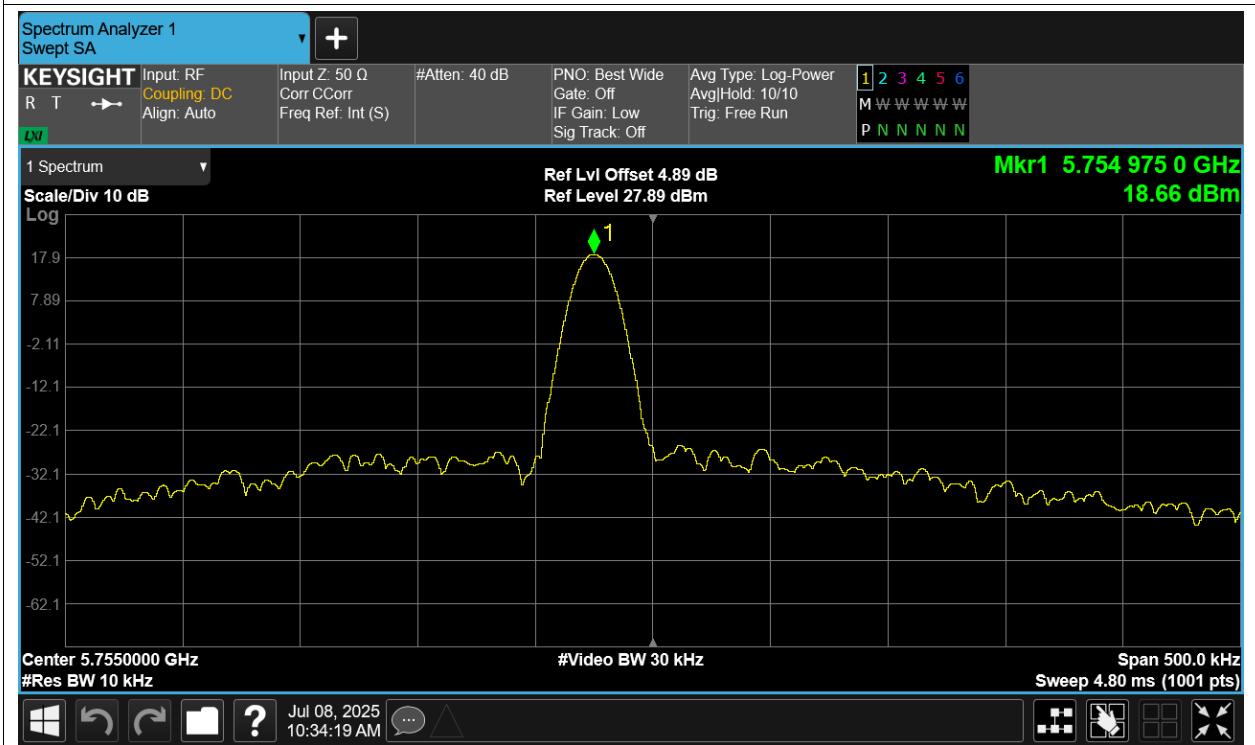 Spectrum Analyzer 1
Swept SA
KEYSIGHT
R T
LXI
Input: RF
Coupling: DC
Align: Auto
Input Z: 50 Ω
Corr CCorr
Freq Ref: Int (S)
#Atten: 40 dB
PNO: Best Wide
Gate: Off
IF Gain: Low
Sig Track: Off
Avg Type: Log-Power
Avg|Hold: 10/10
Trig: Free Run
1 2 3 4 5 6
M W W W W W
P N N N N N
1 Spectrum
Scale/Div 10 dB
Log
Ref Lvl Offset 4.89 dB
Ref Level 27.89 dBm
Mkr1 5.754 975 0 GHz
18.66 dBm
1
17.9
7.89
-2.11
-12.1
-22.1
-32.1
-42.1
-52.1
-62.1
Center 5.7550000 GHz
#Res BW 10 kHz
#Video BW 30 kHz
Span 500.0 kHz
Sweep 4.80 ms (1001 pts)
?
Jul 08, 2025
10:34:19 AM